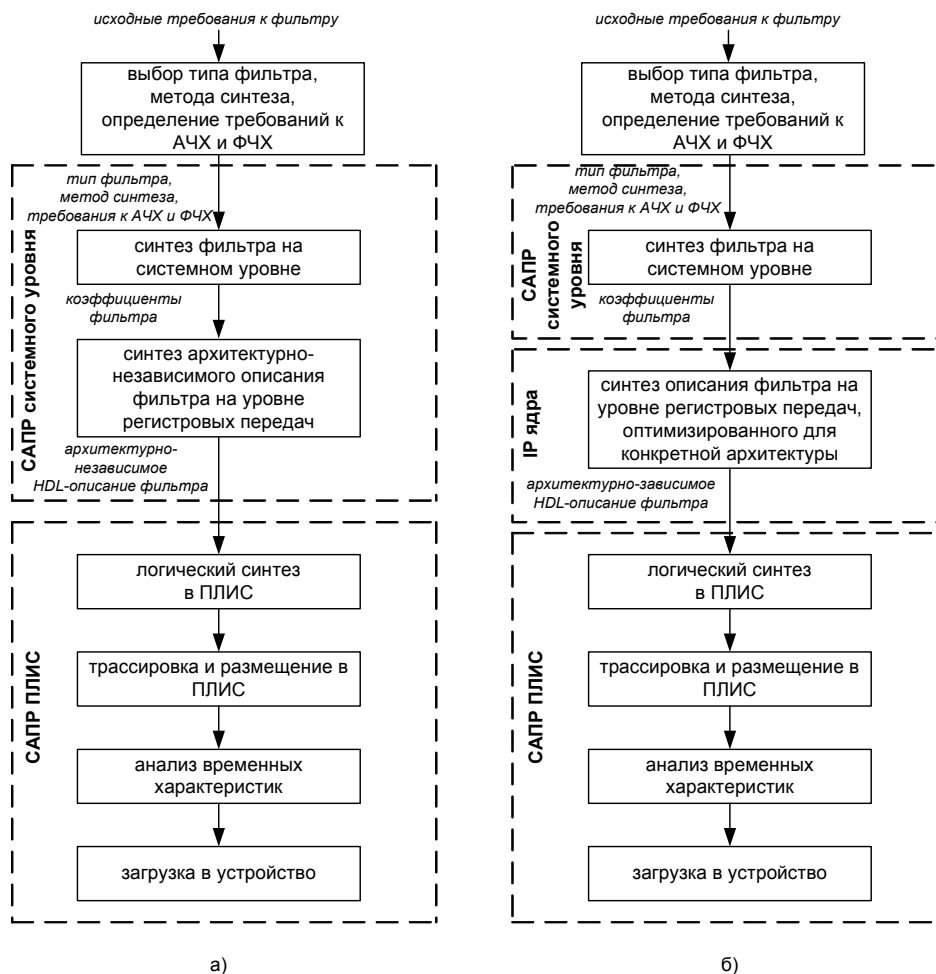 исходные требования к фильтру
выбор типа фильтра,
метода синтеза,
определение требований к
АЧХ и ФЧХ
САПР системного уровня
тип фильтра,
метод синтеза,
требования к АЧХ и ФЧХ
синтез фильтра на
системном уровне
коэффициенты
фильтра
синтез архитектурно-
независимого описания
фильтра на уровне
регистровых передач
архитектурно-
независимое
HDL-описание фильтра
САПР ПЛИС
логический синтез
в ПЛИС
трассировка и размещение в
ПЛИС
анализ временных
характеристик
загрузка в устройство
а)
исходные требования к фильтру
выбор типа фильтра,
метода синтеза,
определение требований к
АЧХ и ФЧХ
САПР
системного
уровня
тип фильтра,
метод синтеза,
требования к АЧХ и ФЧХ
синтез фильтра на
системном уровне
коэффициенты
фильтра
IP ядра
синтез описания фильтра на
уровне регистровых передач,
оптимизированного для
конкретной архитектуры
архитектурно-зависимое
HDL-описание фильтра
САПР ПЛИС
логический синтез
в ПЛИС
трассировка и размещение в
ПЛИС
анализ временных
характеристик
загрузка в устройство
б)